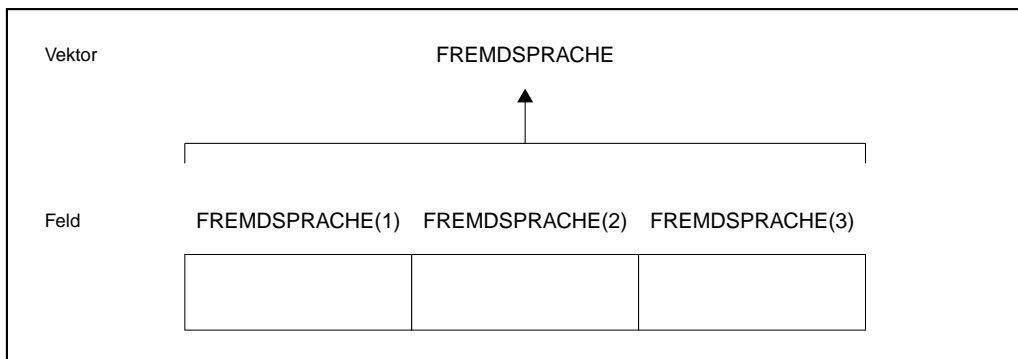 Vektor FREMDSPRACHE
Feld FREMDSPRACHE(1) FREMDSPRACHE(2) FREMDSPRACHE(3)